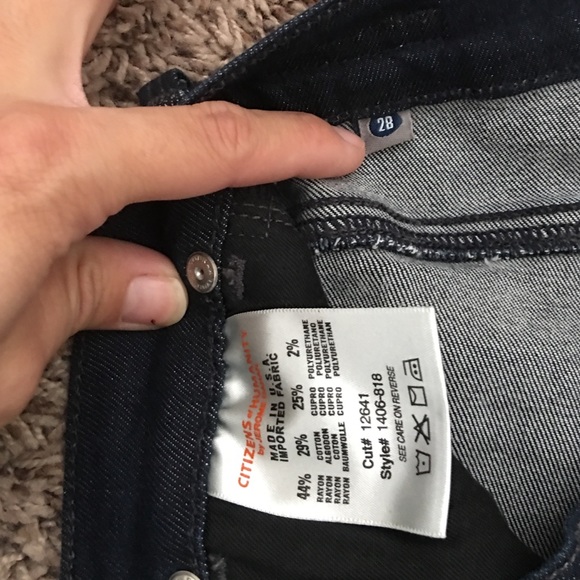 28
CITIZENS of HUMANITY
by JEROME DAHAN
MADE IN U.S.A.
IMPORTED FABRIC
44% 29% 25% 2%
RAYON COTTON CUPRO POLYURETHANE
RAYON ALGODON CUPRO POLIURETANO
RAYON COTON CUPRO POLYURETHANE
RAYON BAUMWOLLE CUPRO POLYURETHAN
Cut# 12641
Style# 1406-818
SEE CARE ON REVERSE